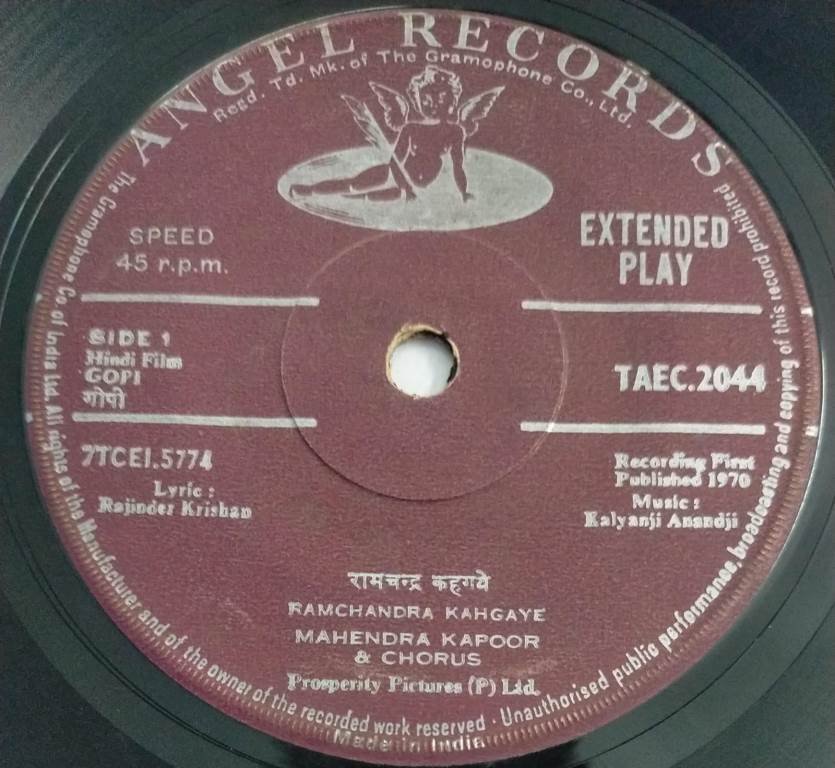 ANGEL RECORDS
Regd. Td. Mk. of The Gramophone Co., Ltd.
SPEED
45 r.p.m.
EXTENDED
PLAY
SIDE 1
Hindi Film
GOPI
गोपी
TAEC.2044
7TCEI.5774
Lyric :
Rajinder Krishan
Recording First
Published 1970
Music :
Kalyanji Anandji
रामचन्द्र कहगये
RAMCHANDRA KAHGAYE
MAHENDRA KAPOOR
& CHORUS
Prosperity Pictures (P) Ltd.
The Gramophone Co. of India Ltd. All rights of the Manufacturer and of the owner of the recorded work reserved · Unauthorised public performance, broadcasting and copying of this record prohibited
Made in India